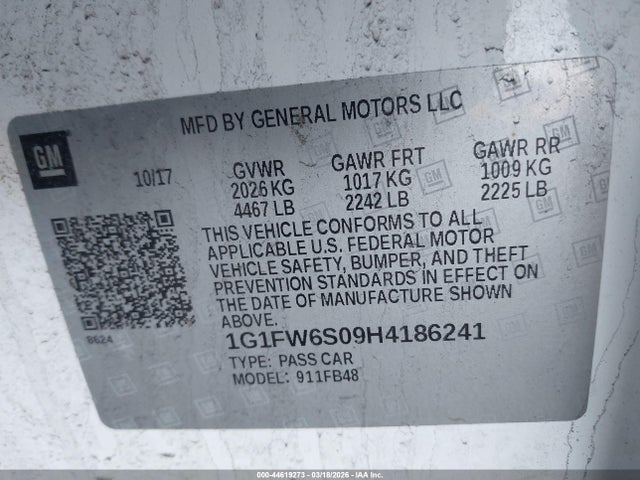 MFD BY GENERAL MOTORS LLC
GM
10/17
GVWR
2026 KG
4467 LB
GAWR FRT
1017 KG
2242 LB
GAWR RR
1009 KG
2225 LB
THIS VEHICLE CONFORMS TO ALL
APPLICABLE U.S. FEDERAL MOTOR
VEHICLE SAFETY, BUMPER, AND THEFT
PREVENTION STANDARDS IN EFFECT ON
THE DATE OF MANUFACTURE SHOWN
ABOVE.
8624
1G1FW6S09H4186241
TYPE: PASS CAR
MODEL: 911FB48
000-44619273 — 03/18/2026 — IAA Inc.